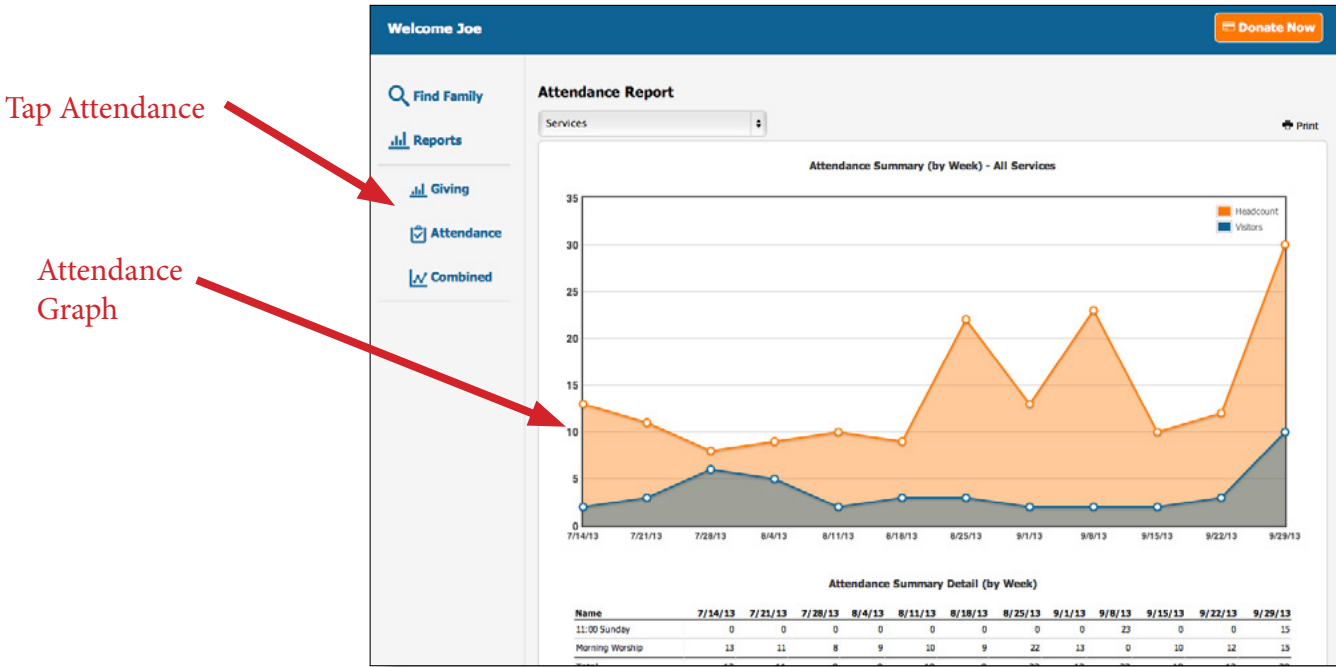 Welcome Joe
Donate Now
Tap Attendance
Find Family
Reports
Giving
Attendance
Combined
Attendance
Graph
Attendance Report
Services
Print
Attendance Summary (by Week) - All Services
Headcount
Visitors
35
30
25
20
15
10
5
0
7/14/13 7/21/13 7/28/13 8/4/13 8/11/13 8/18/13 8/25/13 9/1/13 9/8/13 9/15/13 9/22/13 9/29/13
Attendance Summary Detail (by Week)
Name 7/14/13 7/21/13 7/28/13 8/4/13 8/11/13 8/18/13 8/25/13 9/1/13 9/8/13 9/15/13 9/22/13 9/29/13
11:00 Sunday 0 0 0 0 0 0 0 0 23 0 0 15
Morning Worship 13 11 8 9 10 9 22 13 0 10 12 15